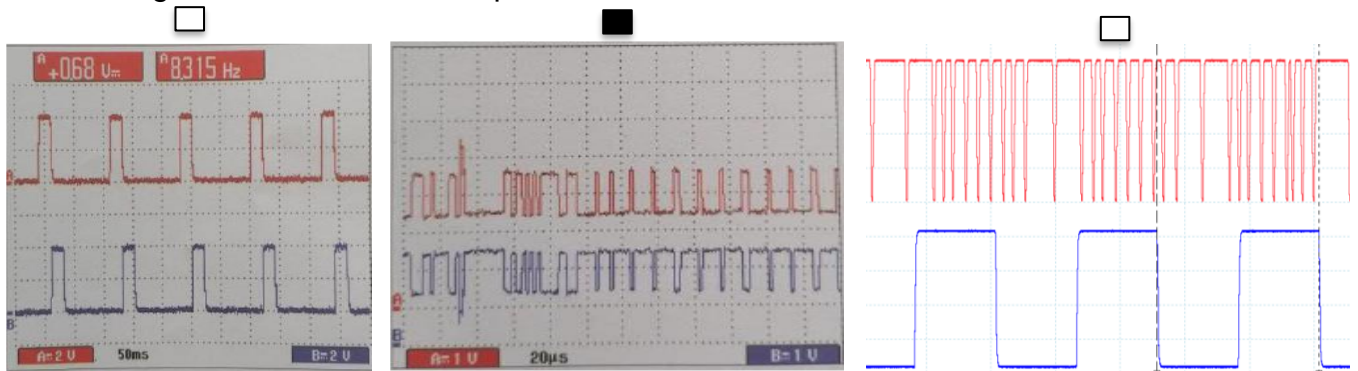 A +0.68 V
A 8.315 Hz
A
B
A=2 V 50ms B=2 V
A
B
A=1 V 20µs B=1 V